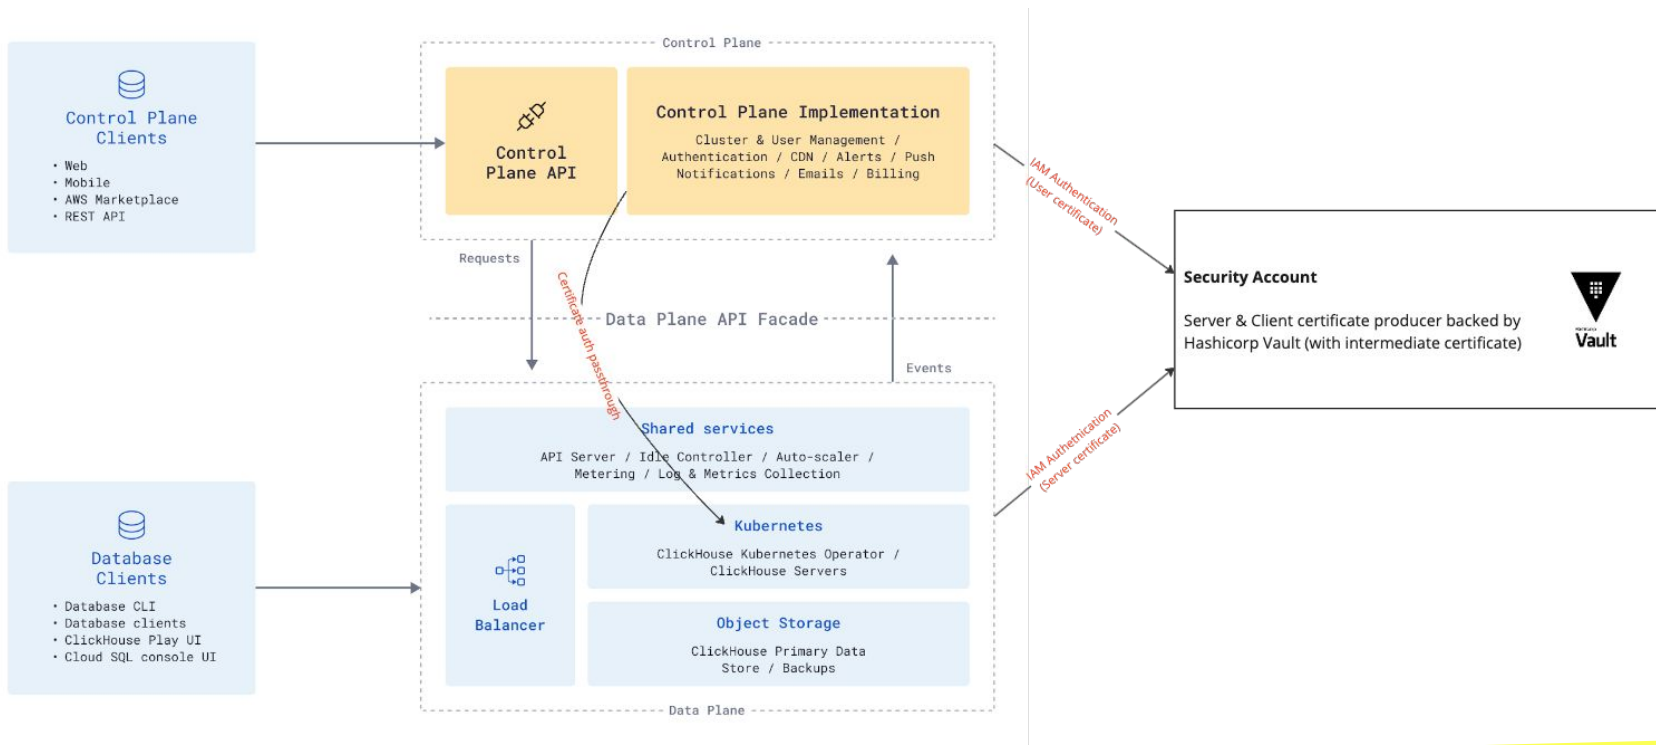 Control Plane
Control Plane
Clients
• Web
• Mobile
• AWS Marketplace
• REST API
Control
Plane API
Control Plane Implementation
Cluster & User Management /
Authentication / CDN / Alerts / Push
Notifications / Emails / Billing
IAM Authentication
(User certificate)
Requests
Certificate auth passthrough
Data Plane API Facade
Events
Security Account
Server & Client certificate producer backed by
Hashicorp Vault (with intermediate certificate)
Vault
IAM Authetnication
(Server certificate)
Shared services
API Server / Idle Controller / Auto-scaler /
Metering / Log & Metrics Collection
Database
Clients
• Database CLI
• Database clients
• ClickHouse Play UI
• Cloud SQL console UI
Load
Balancer
Kubernetes
ClickHouse Kubernetes Operator /
ClickHouse Servers
Object Storage
ClickHouse Primary Data
Store / Backups
Data Plane